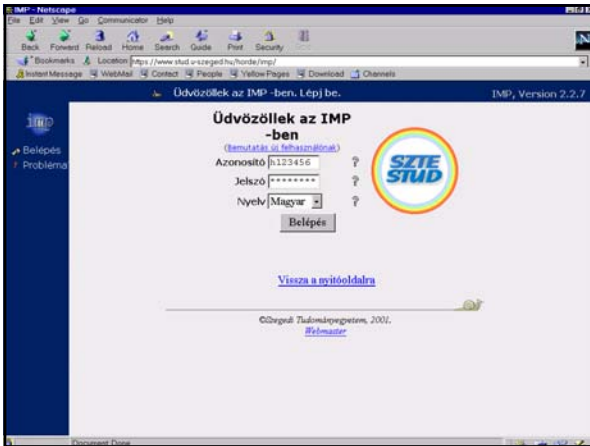 IMP - Netscape
File Edit View Go Communicator Help
Back Forward Reload Home Search Guide Print Security
Bookmarks Location https://www.stud.u-szeged.hu/horde/imp/
Instant Message WebMail Contact People Yellow Pages Download Channels
Üdvözöllek az IMP -ben. Lépj be. IMP, Version 2.2.7
imp
Belépés
Probléma
Üdvözöllek az IMP
-ben
(Bemutatás új felhasználónak)
Azonosító h123456 ?
Jelszó ******** ?
Nyelv Magyar ?
Belépés
SZTE
STUD
Vissza a nyitóoldalra
©Szegedi Tudományegyetem, 2001.
Webmaster
Document Done